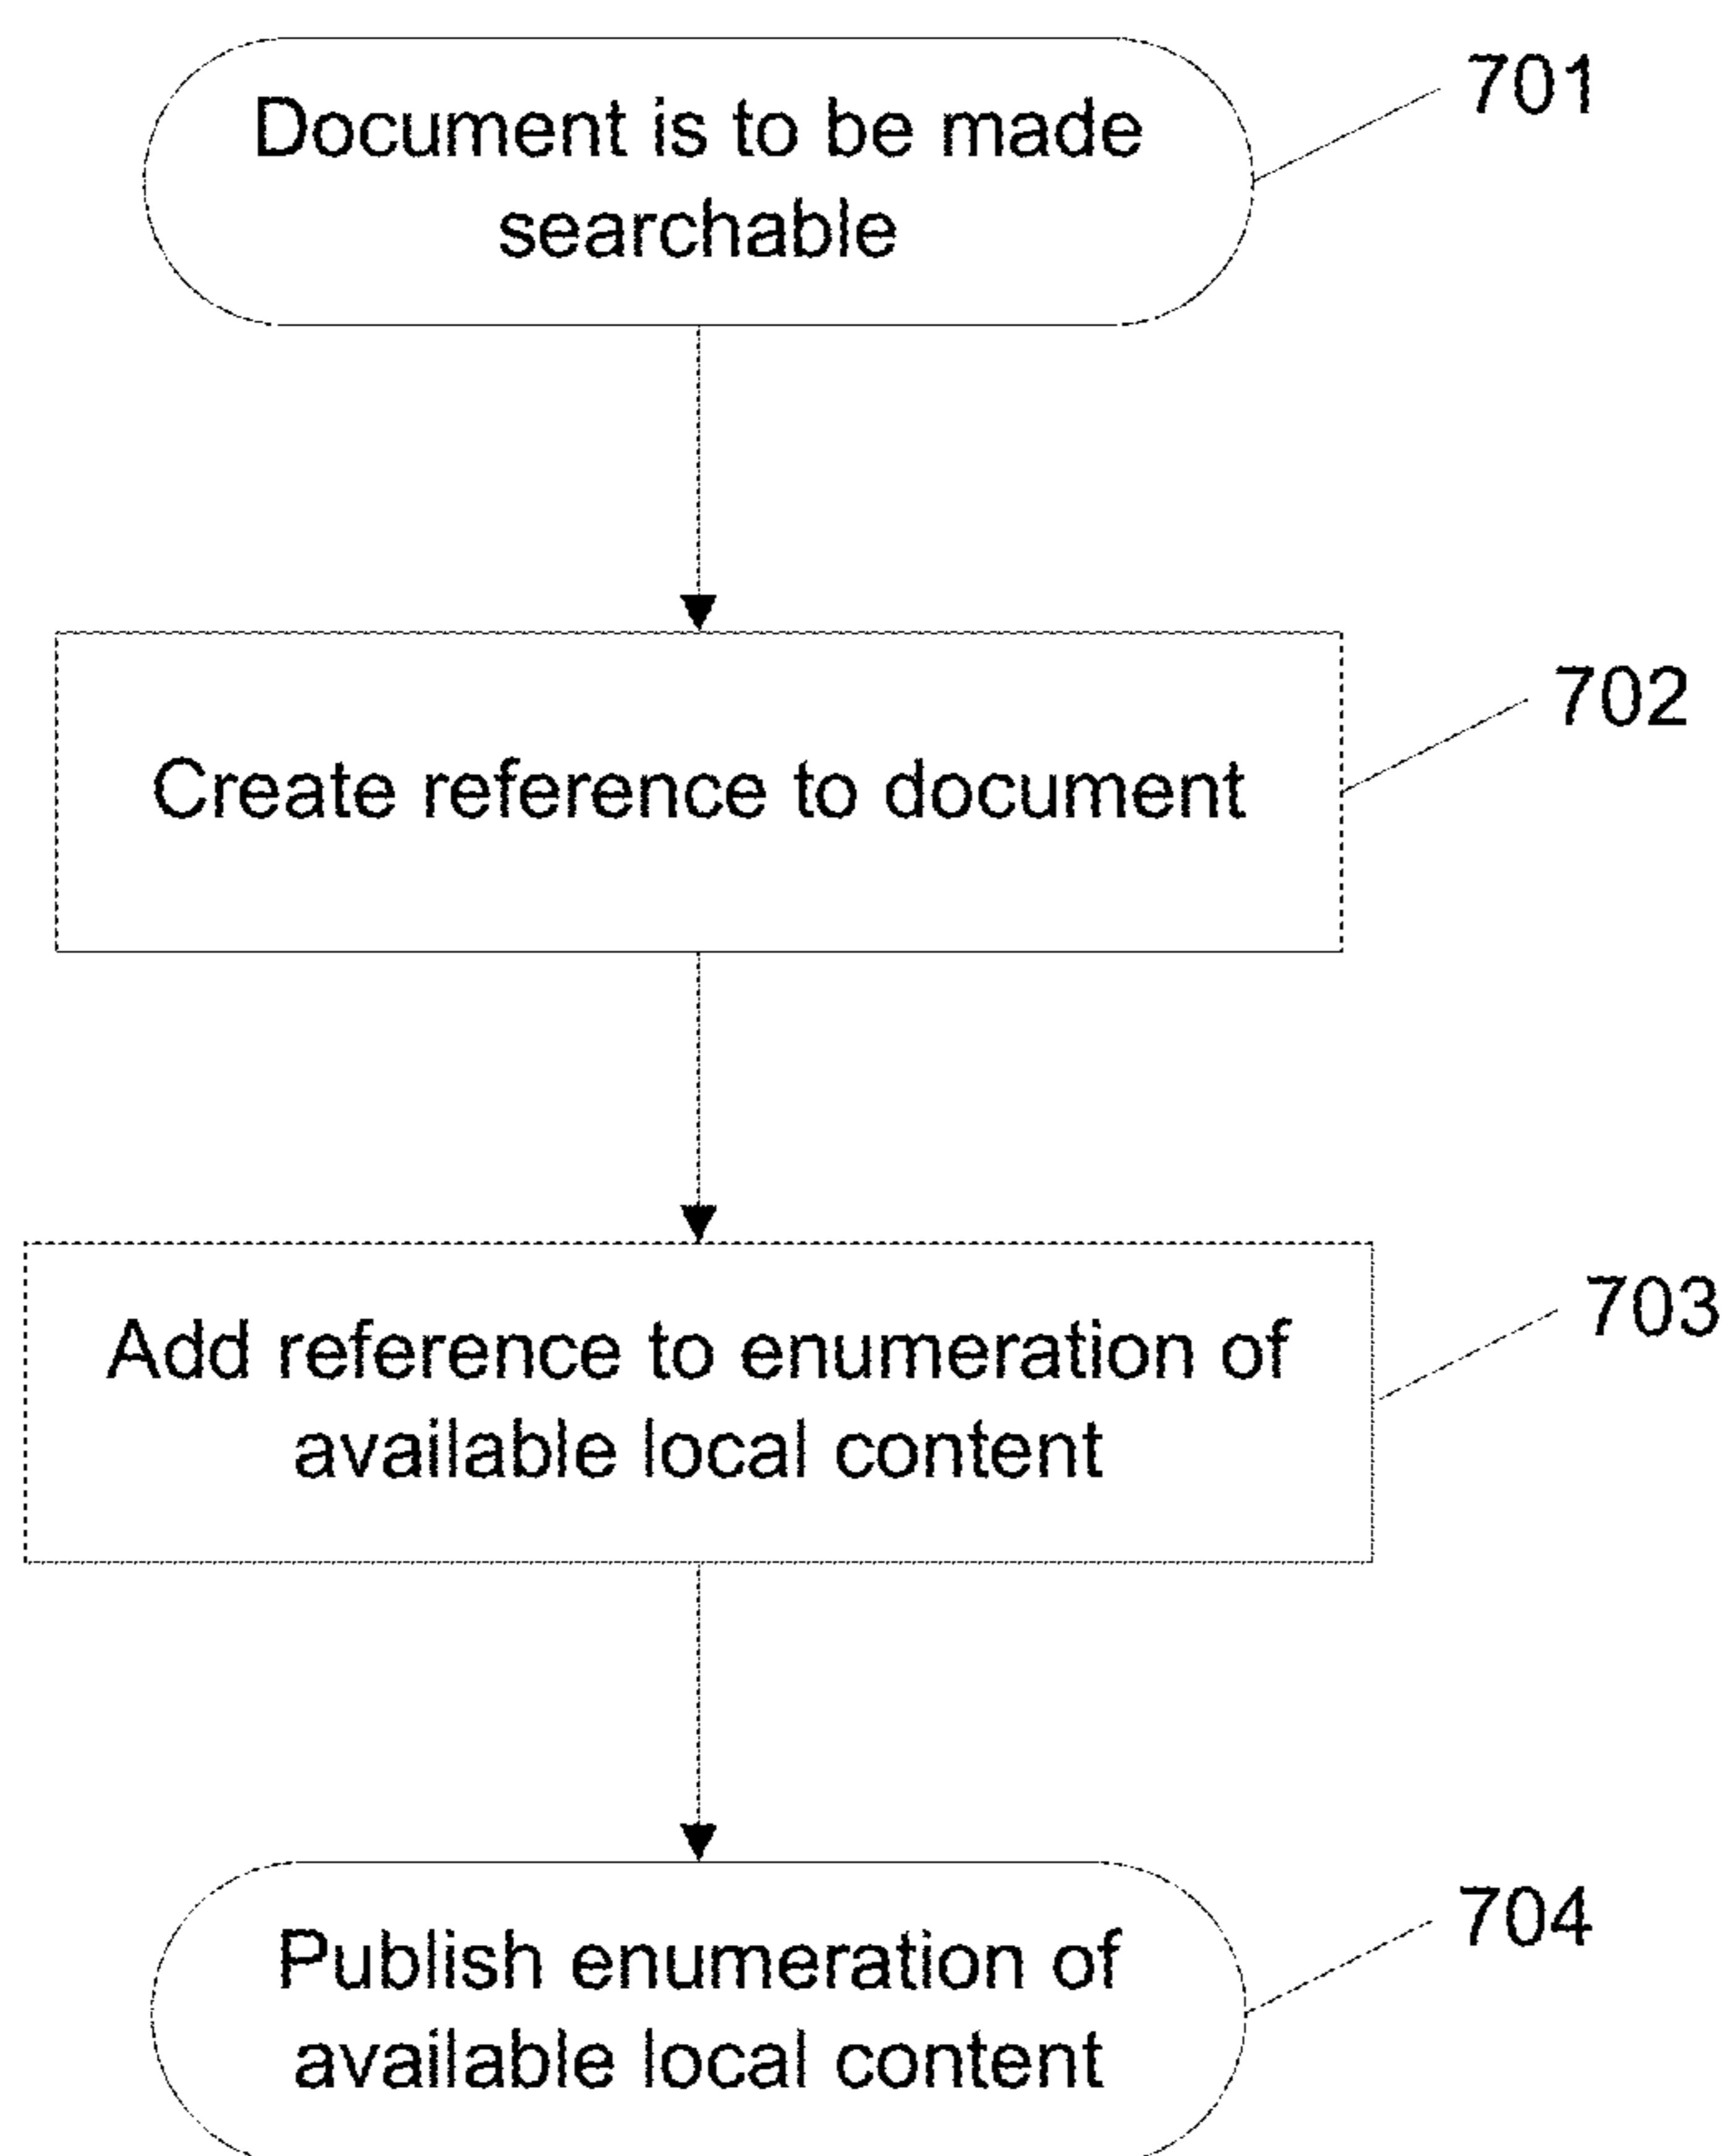 Document is to be made
searchable
701
Create reference to document
702
Add reference to enumeration of
available local content
703
Publish enumeration of
available local content
704